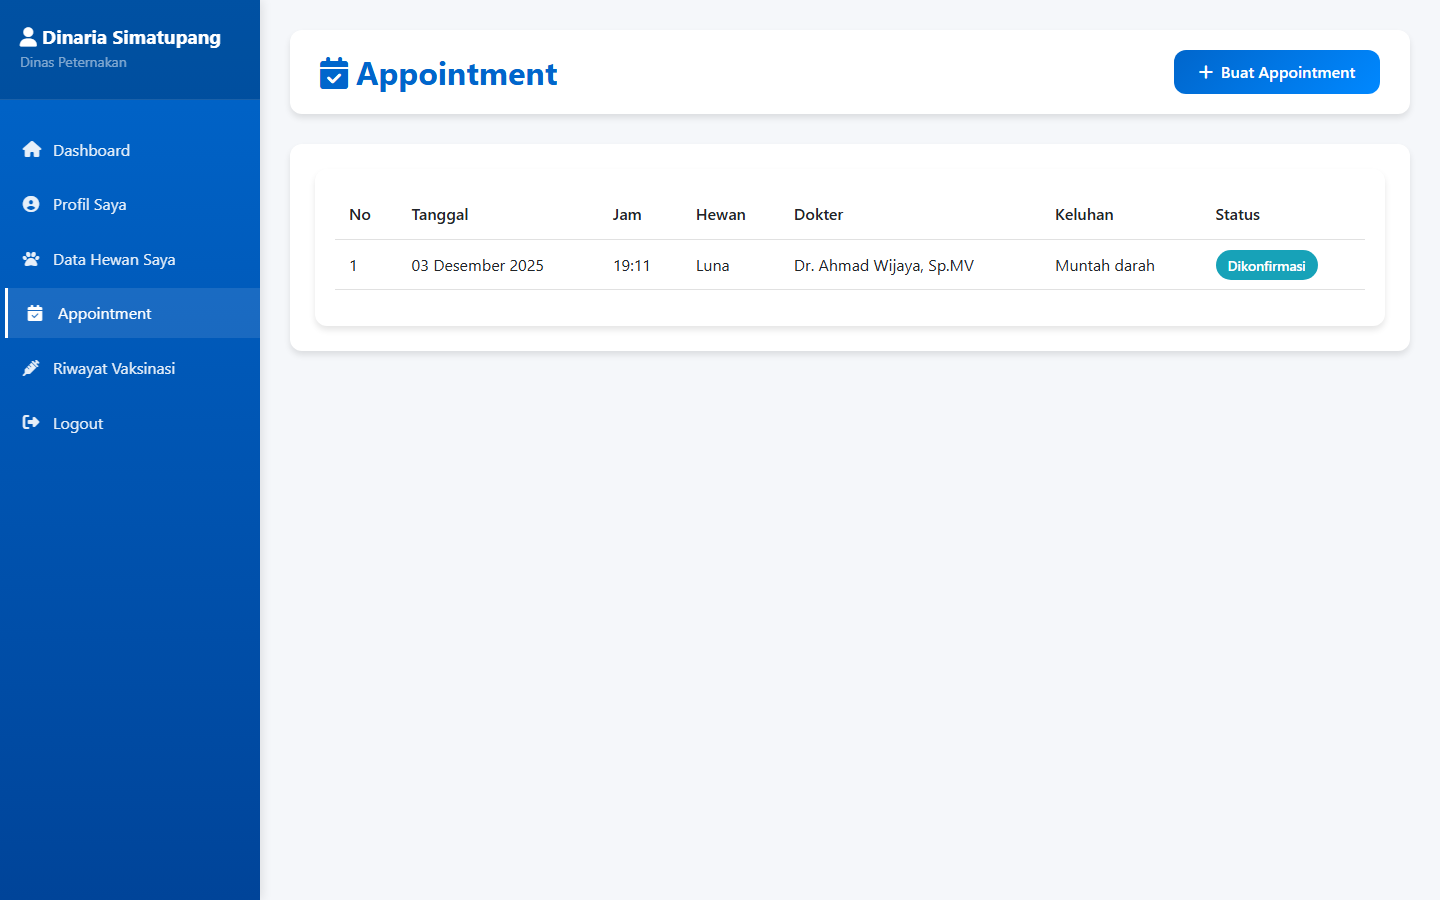 Dinaria Simatupang
Dinas Peternakan
Dashboard
Profil Saya
Data Hewan Saya
Appointment
Riwayat Vaksinasi
Logout
Appointment
Buat Appointment
No Tanggal Jam Hewan Dokter Keluhan Status
1 03 Desember 2025 19:11 Luna Dr. Ahmad Wijaya, Sp.MV Muntah darah Dikonfirmasi